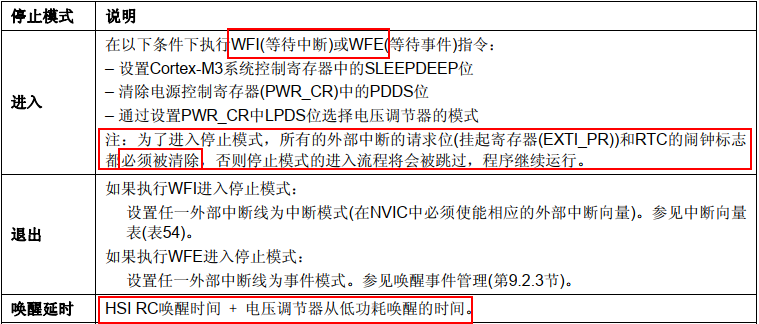 停止模式 说明
进入
在以下条件下执行WFI(等待中断)或WFE(等待事件)指令：
– 设置Cortex-M3系统控制寄存器中的SLEEPDEEP位
– 清除电源控制寄存器(PWR_CR)中的PDDS位
– 通过设置PWR_CR中LPDS位选择电压调节器的模式
注：为了进入停止模式，所有的外部中断的请求位(挂起寄存器(EXTI_PR))和RTC的闹钟标志
都必须被清除，否则停止模式的进入流程将会被跳过，程序继续运行。
退出
如果执行WFI进入停止模式：
设置任一外部中断线为中断模式(在NVIC中必须使能相应的外部中断向量)。参见中断向量
表(表54)。
如果执行WFE进入停止模式：
设置任一外部中断线为事件模式。参见唤醒事件管理(第9.2.3节)。
唤醒延时 HSI RC唤醒时间 + 电压调节器从低功耗唤醒的时间。